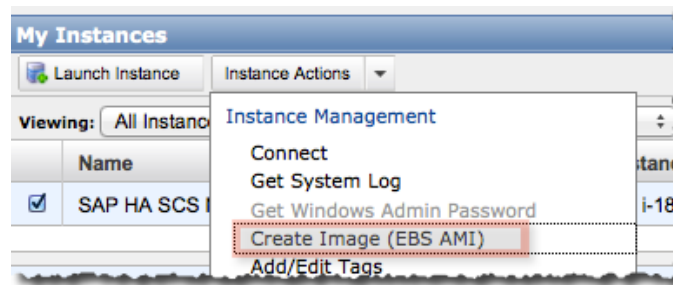 My Instances
Launch Instance Instance Actions
Viewing: All Instanc
Instance Management
Name
Connect
Get System Log
SAP HA SCS
i-18
Get Windows Admin Password
Create Image (EBS AMI)
Add/Edit Tags